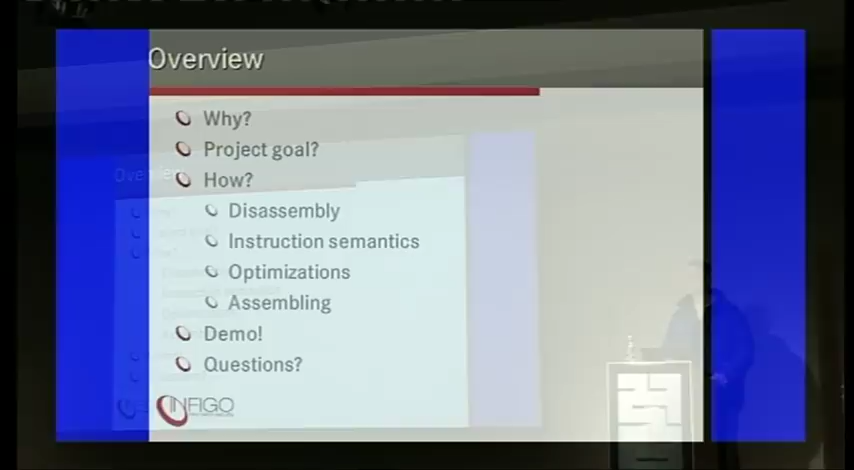 Overview
Why?
Project goal?
How?
Disassembly
Instruction semantics
Optimizations
Assembling
Demo!
Questions?
INFIGO